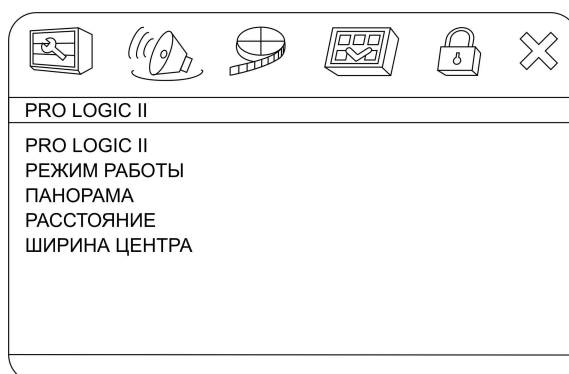 PRO LOGIC II
PRO LOGIC II
РЕЖИМ РАБОТЫ
ПАНОРАМА
РАССТОЯНИЕ
ШИРИНА ЦЕНТРА